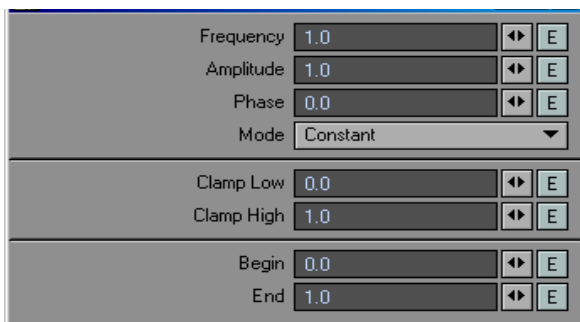 Frequency 1.0 E
Amplitude 1.0 E
Phase 0.0 E
Mode Constant
Clamp Low 0.0 E
Clamp High 1.0 E
Begin 0.0 E
End 1.0 E